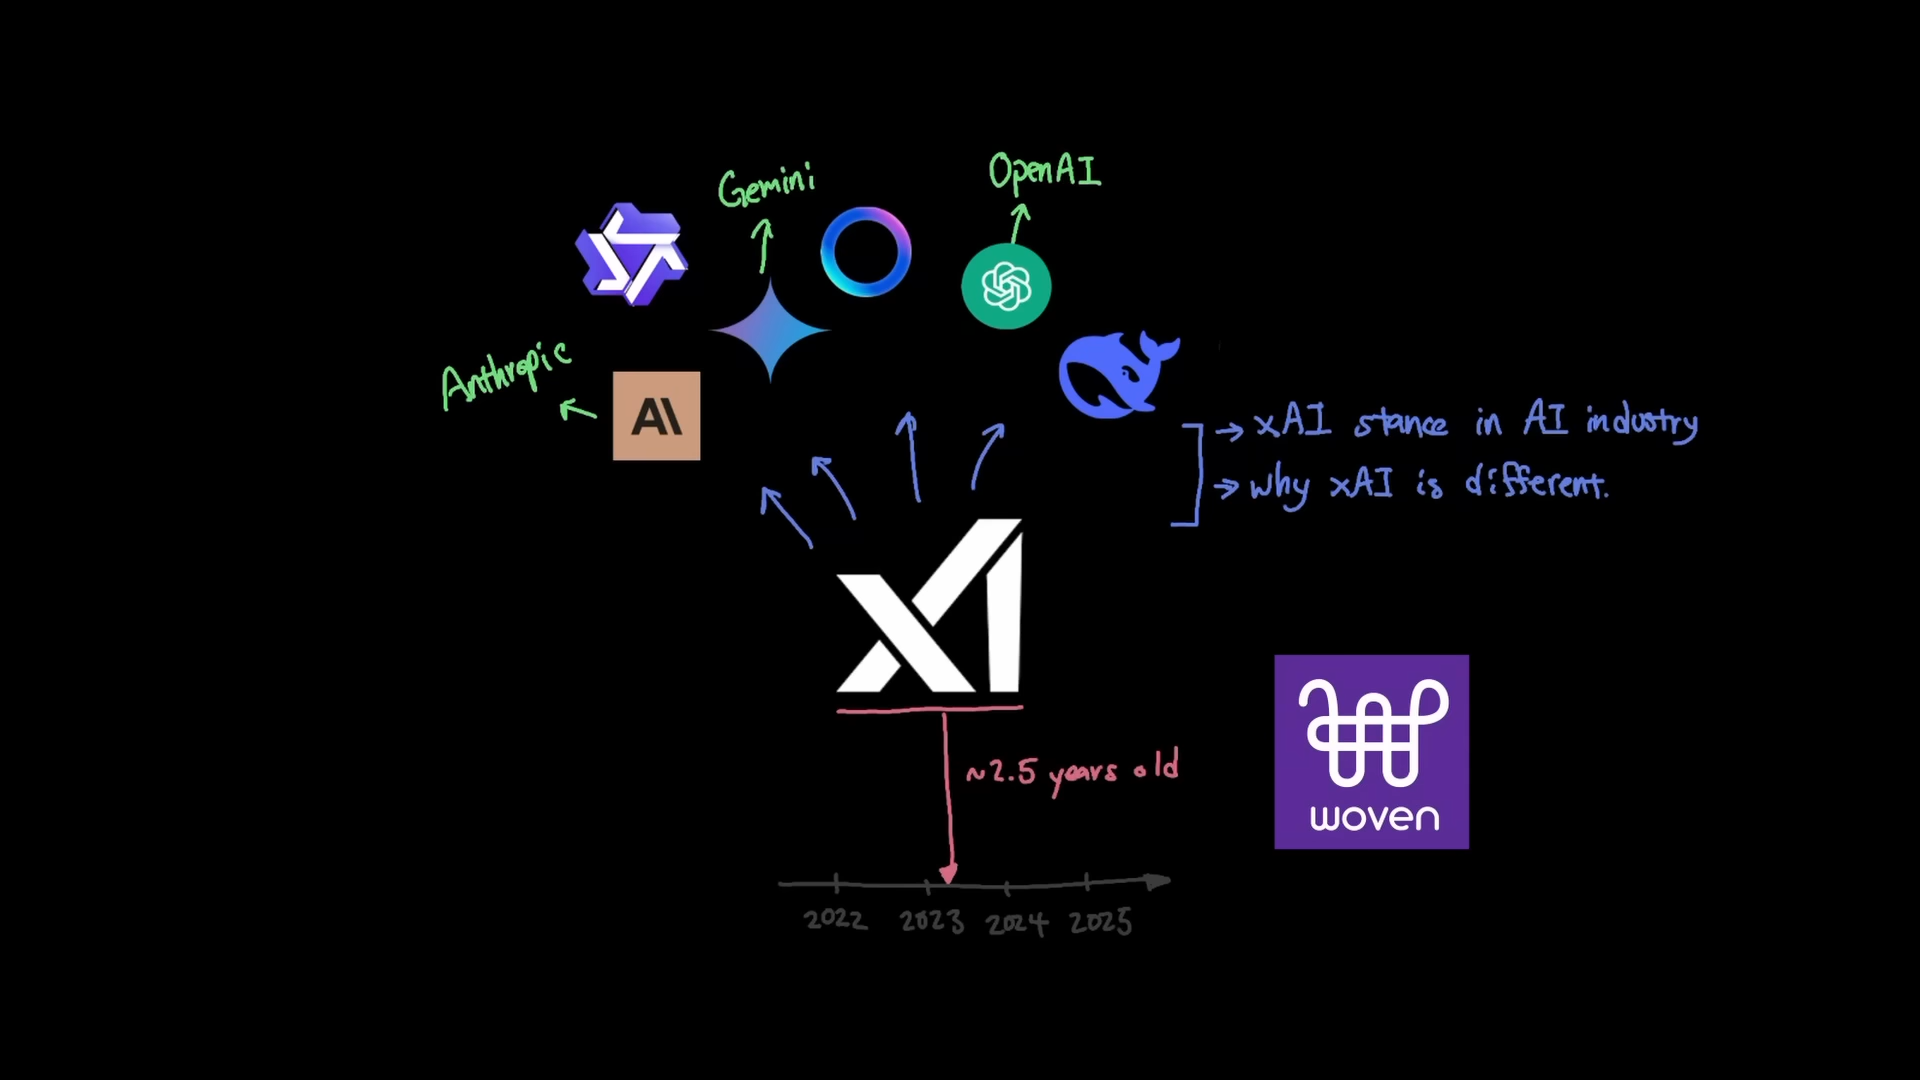 Gemini
OpenAI
Anthropic
AI
→ xAI stance in AI industry
→ why xAI is different.
xAI
~2.5 years old
woven
2022 2023 2024 2025